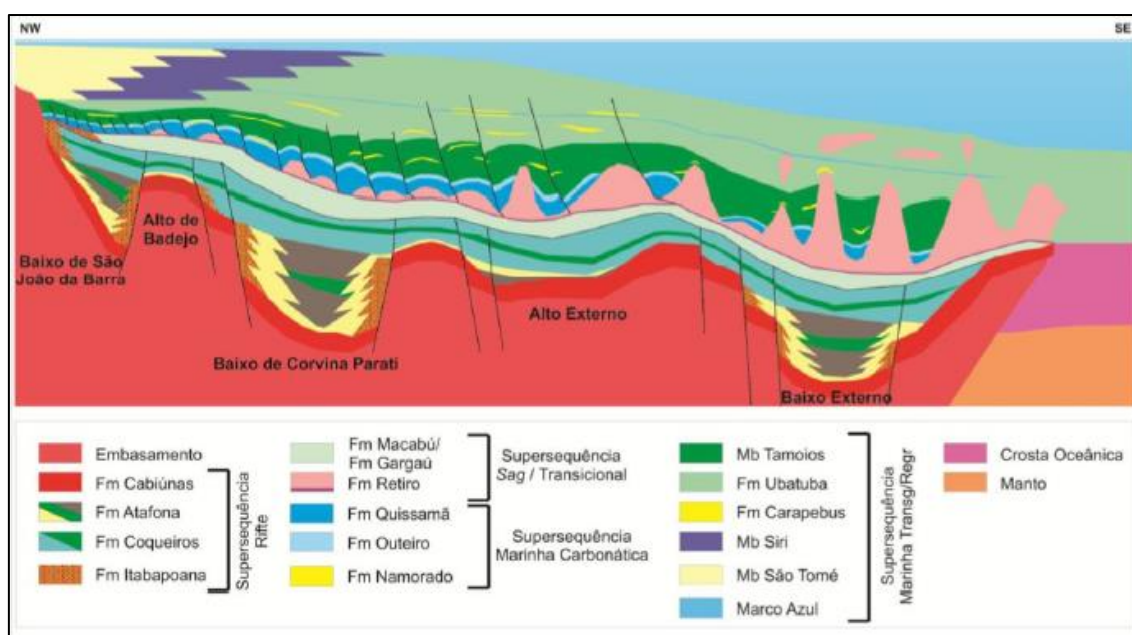 NW
SE
Baixo de São
João da Barra
Alto de
Badejo
Baixo de Corvina Parati
Alto Externo
Baixo Externo
Embasamento
Fm Cabiúnas
Fm Atafona
Fm Coqueiros
Fm Itabapoana
Supersequência
Rifte
Fm Macabú/
Fm Gargaú
Fm Retiro
Supersequência
Sag / Transicional
Fm Quissamã
Fm Outeiro
Fm Namorado
Supersequência
Marinha Carbonática
Mb Tamoios
Fm Ubatuba
Fm Carapebus
Mb Siri
Mb São Tomé
Marco Azul
Supersequência
Marinha Transg/Regr
Crosta Oceânica
Manto